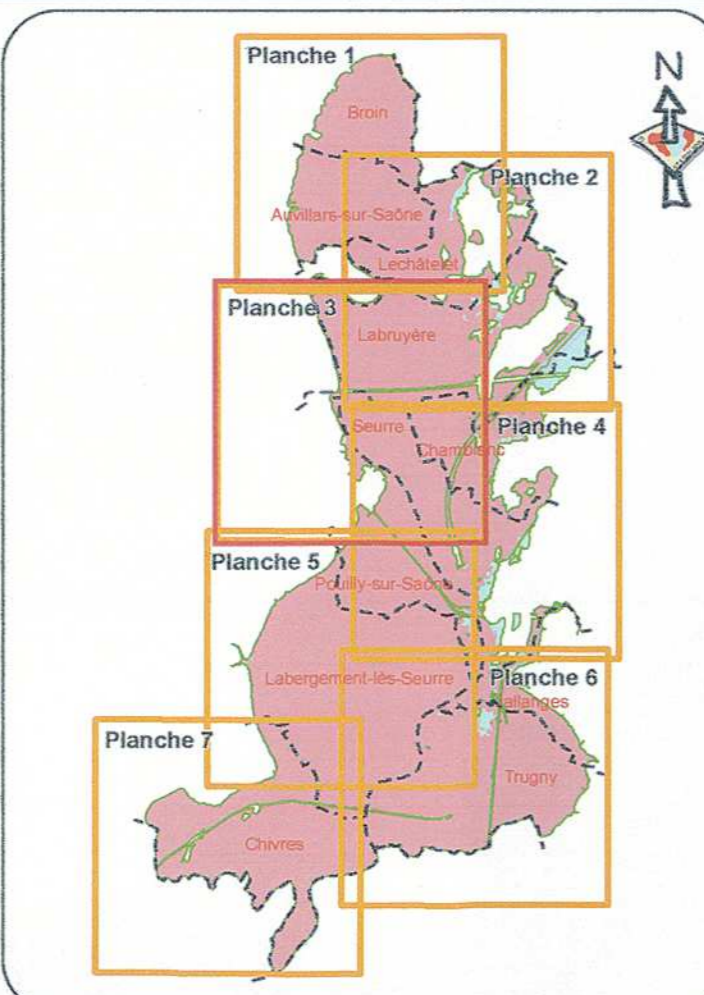 Planche 1
N
Broin
Planche 2
Auvillars-sur-Saône
Lechâtelet
Planche 3
Labruyère
Seurre
Planche 4
Chamblanc
Planche 5
Pouilly-sur-Saône
Labergement-lès-Seurre
Planche 6
allanges
Planche 7
Trugny
Chivres